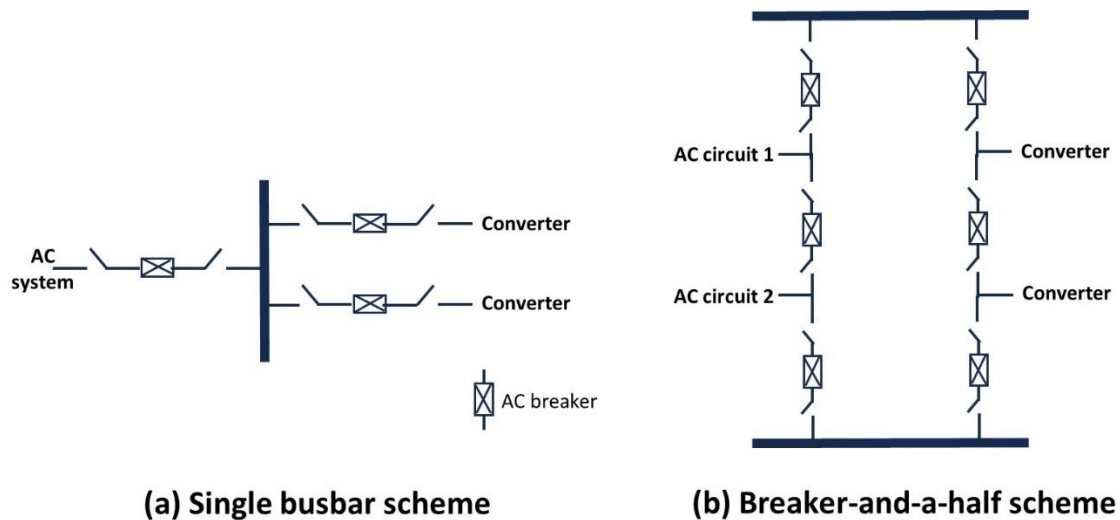 AC
system
Converter
Converter
AC breaker
(a) Single busbar scheme
AC circuit 1
Converter
AC circuit 2
Converter
(b) Breaker-and-a-half scheme